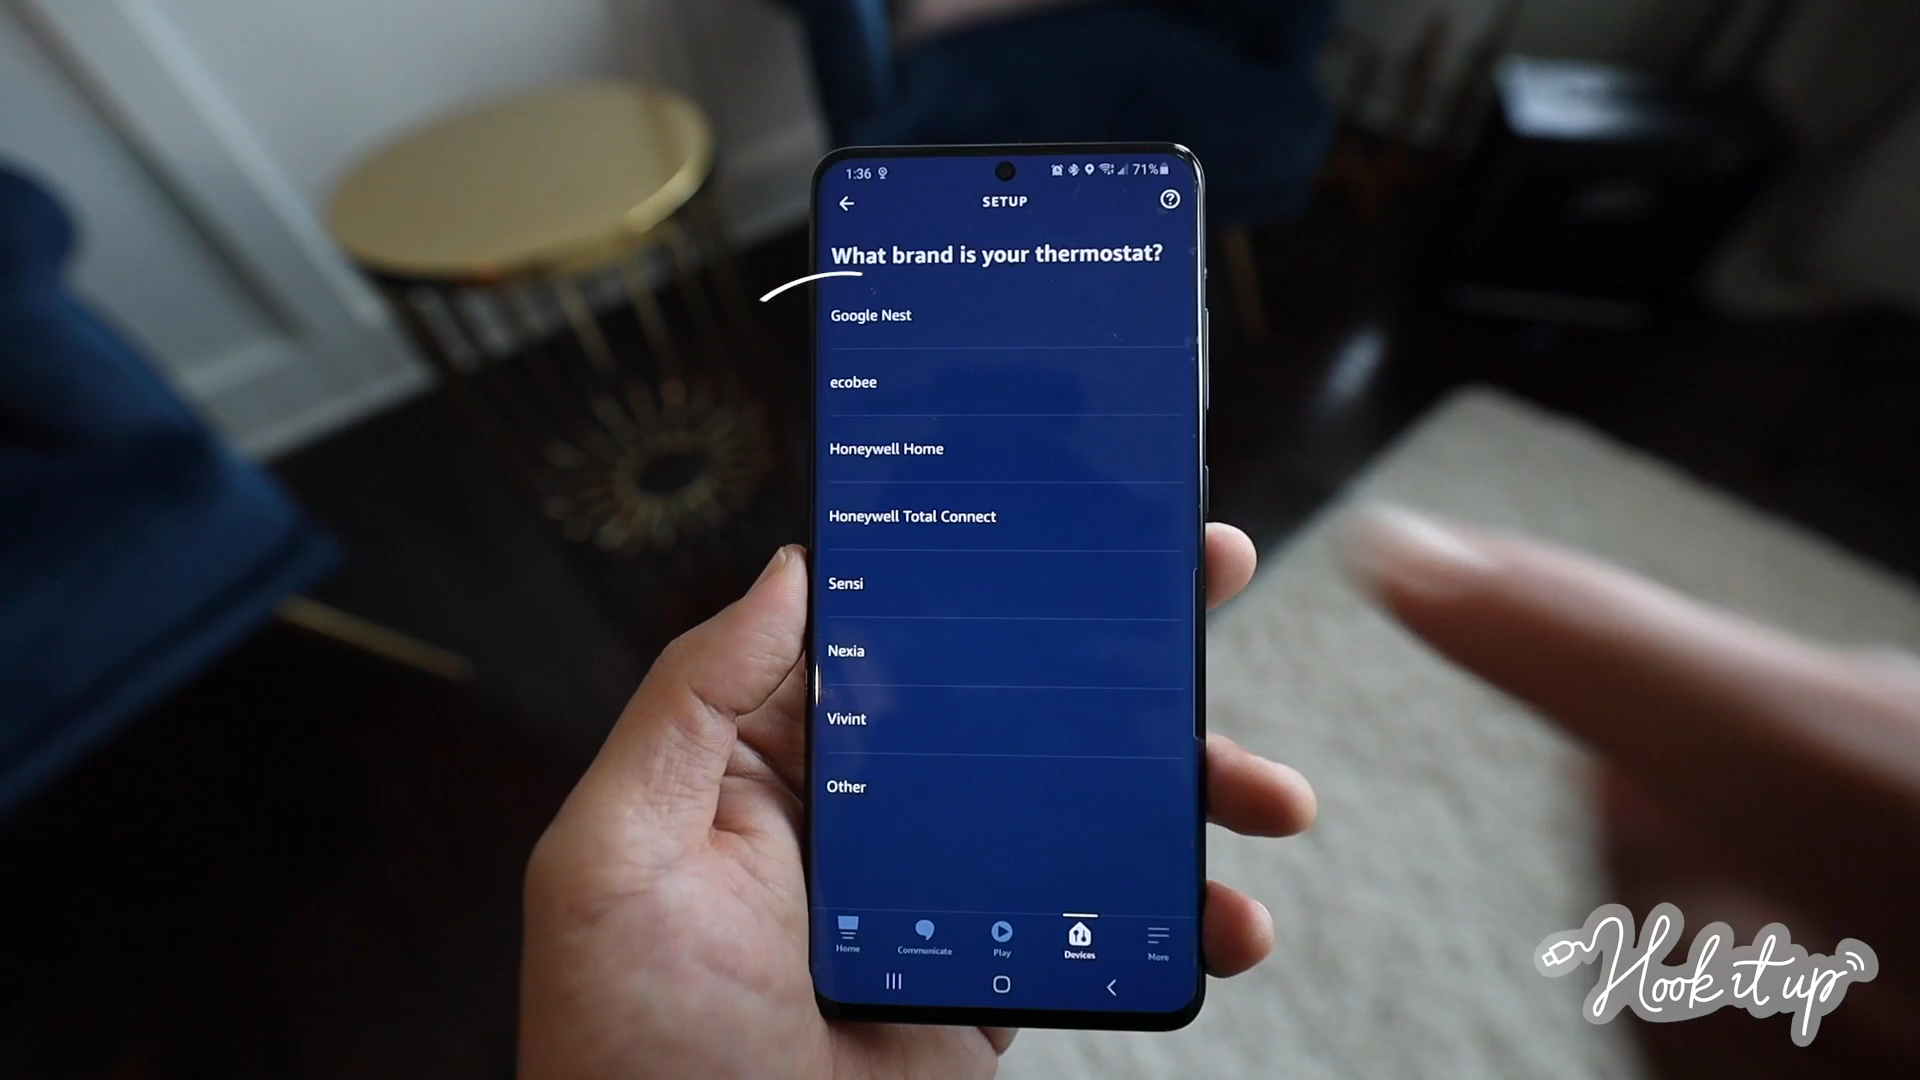 1:36 71%
SETUP
What brand is your thermostat?
Google Nest
ecobee
Honeywell Home
Honeywell Total Connect
Sensi
Nexia
Vivint
Other
Home Communicate Play Devices More
Hook it up